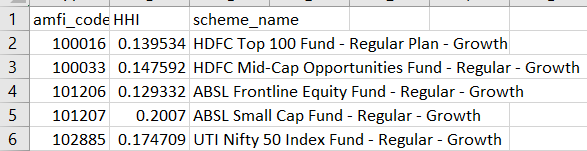 1 amfi_code HHI scheme_name
2 100016 0.139534 HDFC Top 100 Fund - Regular Plan - Growth
3 100033 0.147592 HDFC Mid-Cap Opportunities Fund - Regular - Growth
4 101206 0.129332 ABSL Frontline Equity Fund - Regular - Growth
5 101207 0.2007 ABSL Small Cap Fund - Regular - Growth
6 102885 0.174709 UTI Nifty 50 Index Fund - Regular - Growth